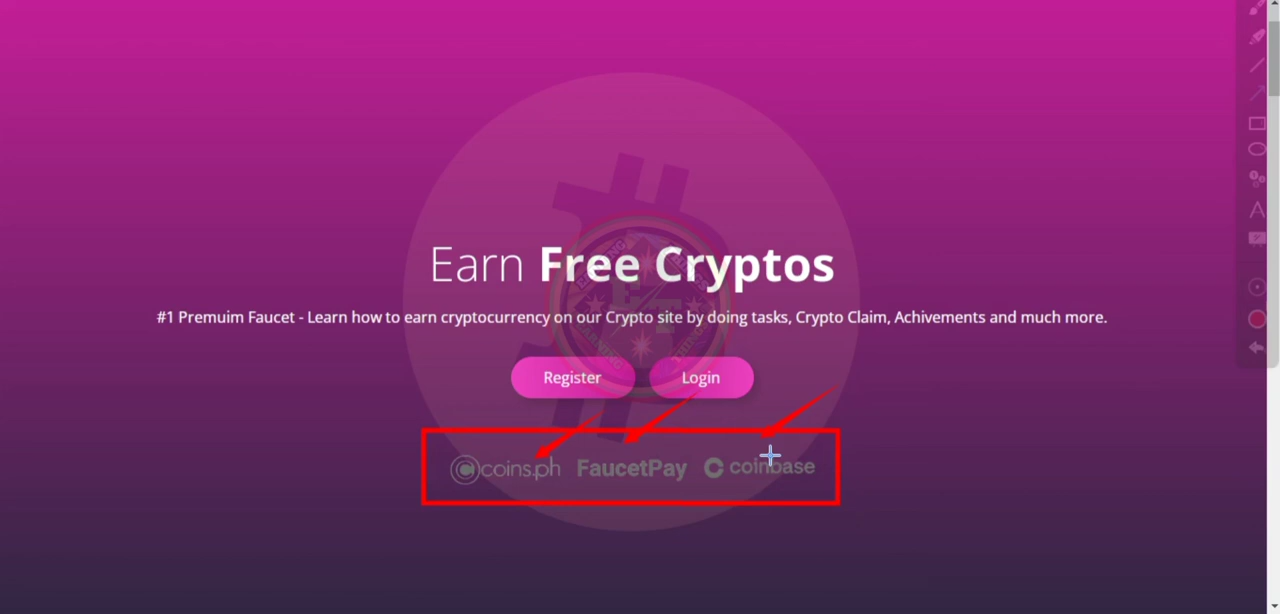 Earn Free Cryptos
#1 Premuim Faucet - Learn how to earn cryptocurrency on our Crypto site by doing tasks, Crypto Claim, Achivements and much more.
Register Login
coins.ph FaucetPay coinbase